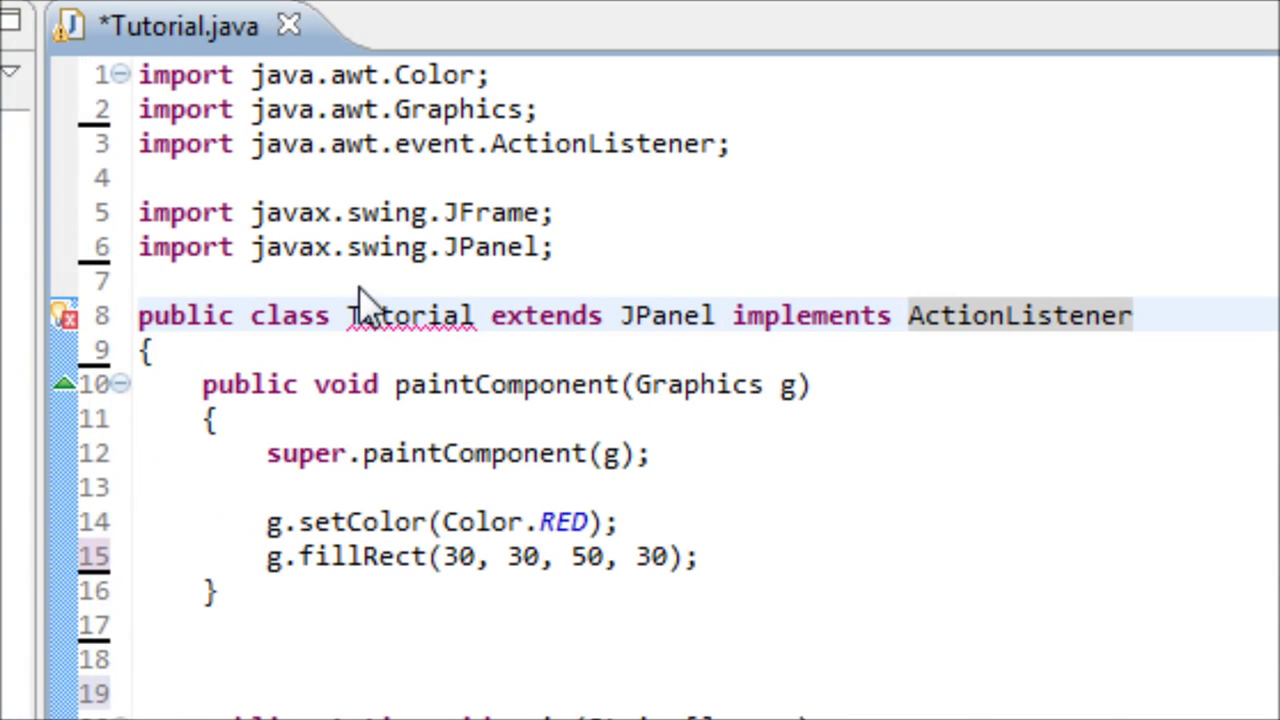 *Tutorial.java
1 import java.awt.Color;
2 import java.awt.Graphics;
3 import java.awt.event.ActionListener;
4
5 import javax.swing.JFrame;
6 import javax.swing.JPanel;
7
8 public class Tutorial extends JPanel implements ActionListener
9 {
10 public void paintComponent(Graphics g)
11 {
12 super.paintComponent(g);
13
14 g.setColor(Color.RED);
15 g.fillRect(30, 30, 50, 30);
16 }
17
18
19